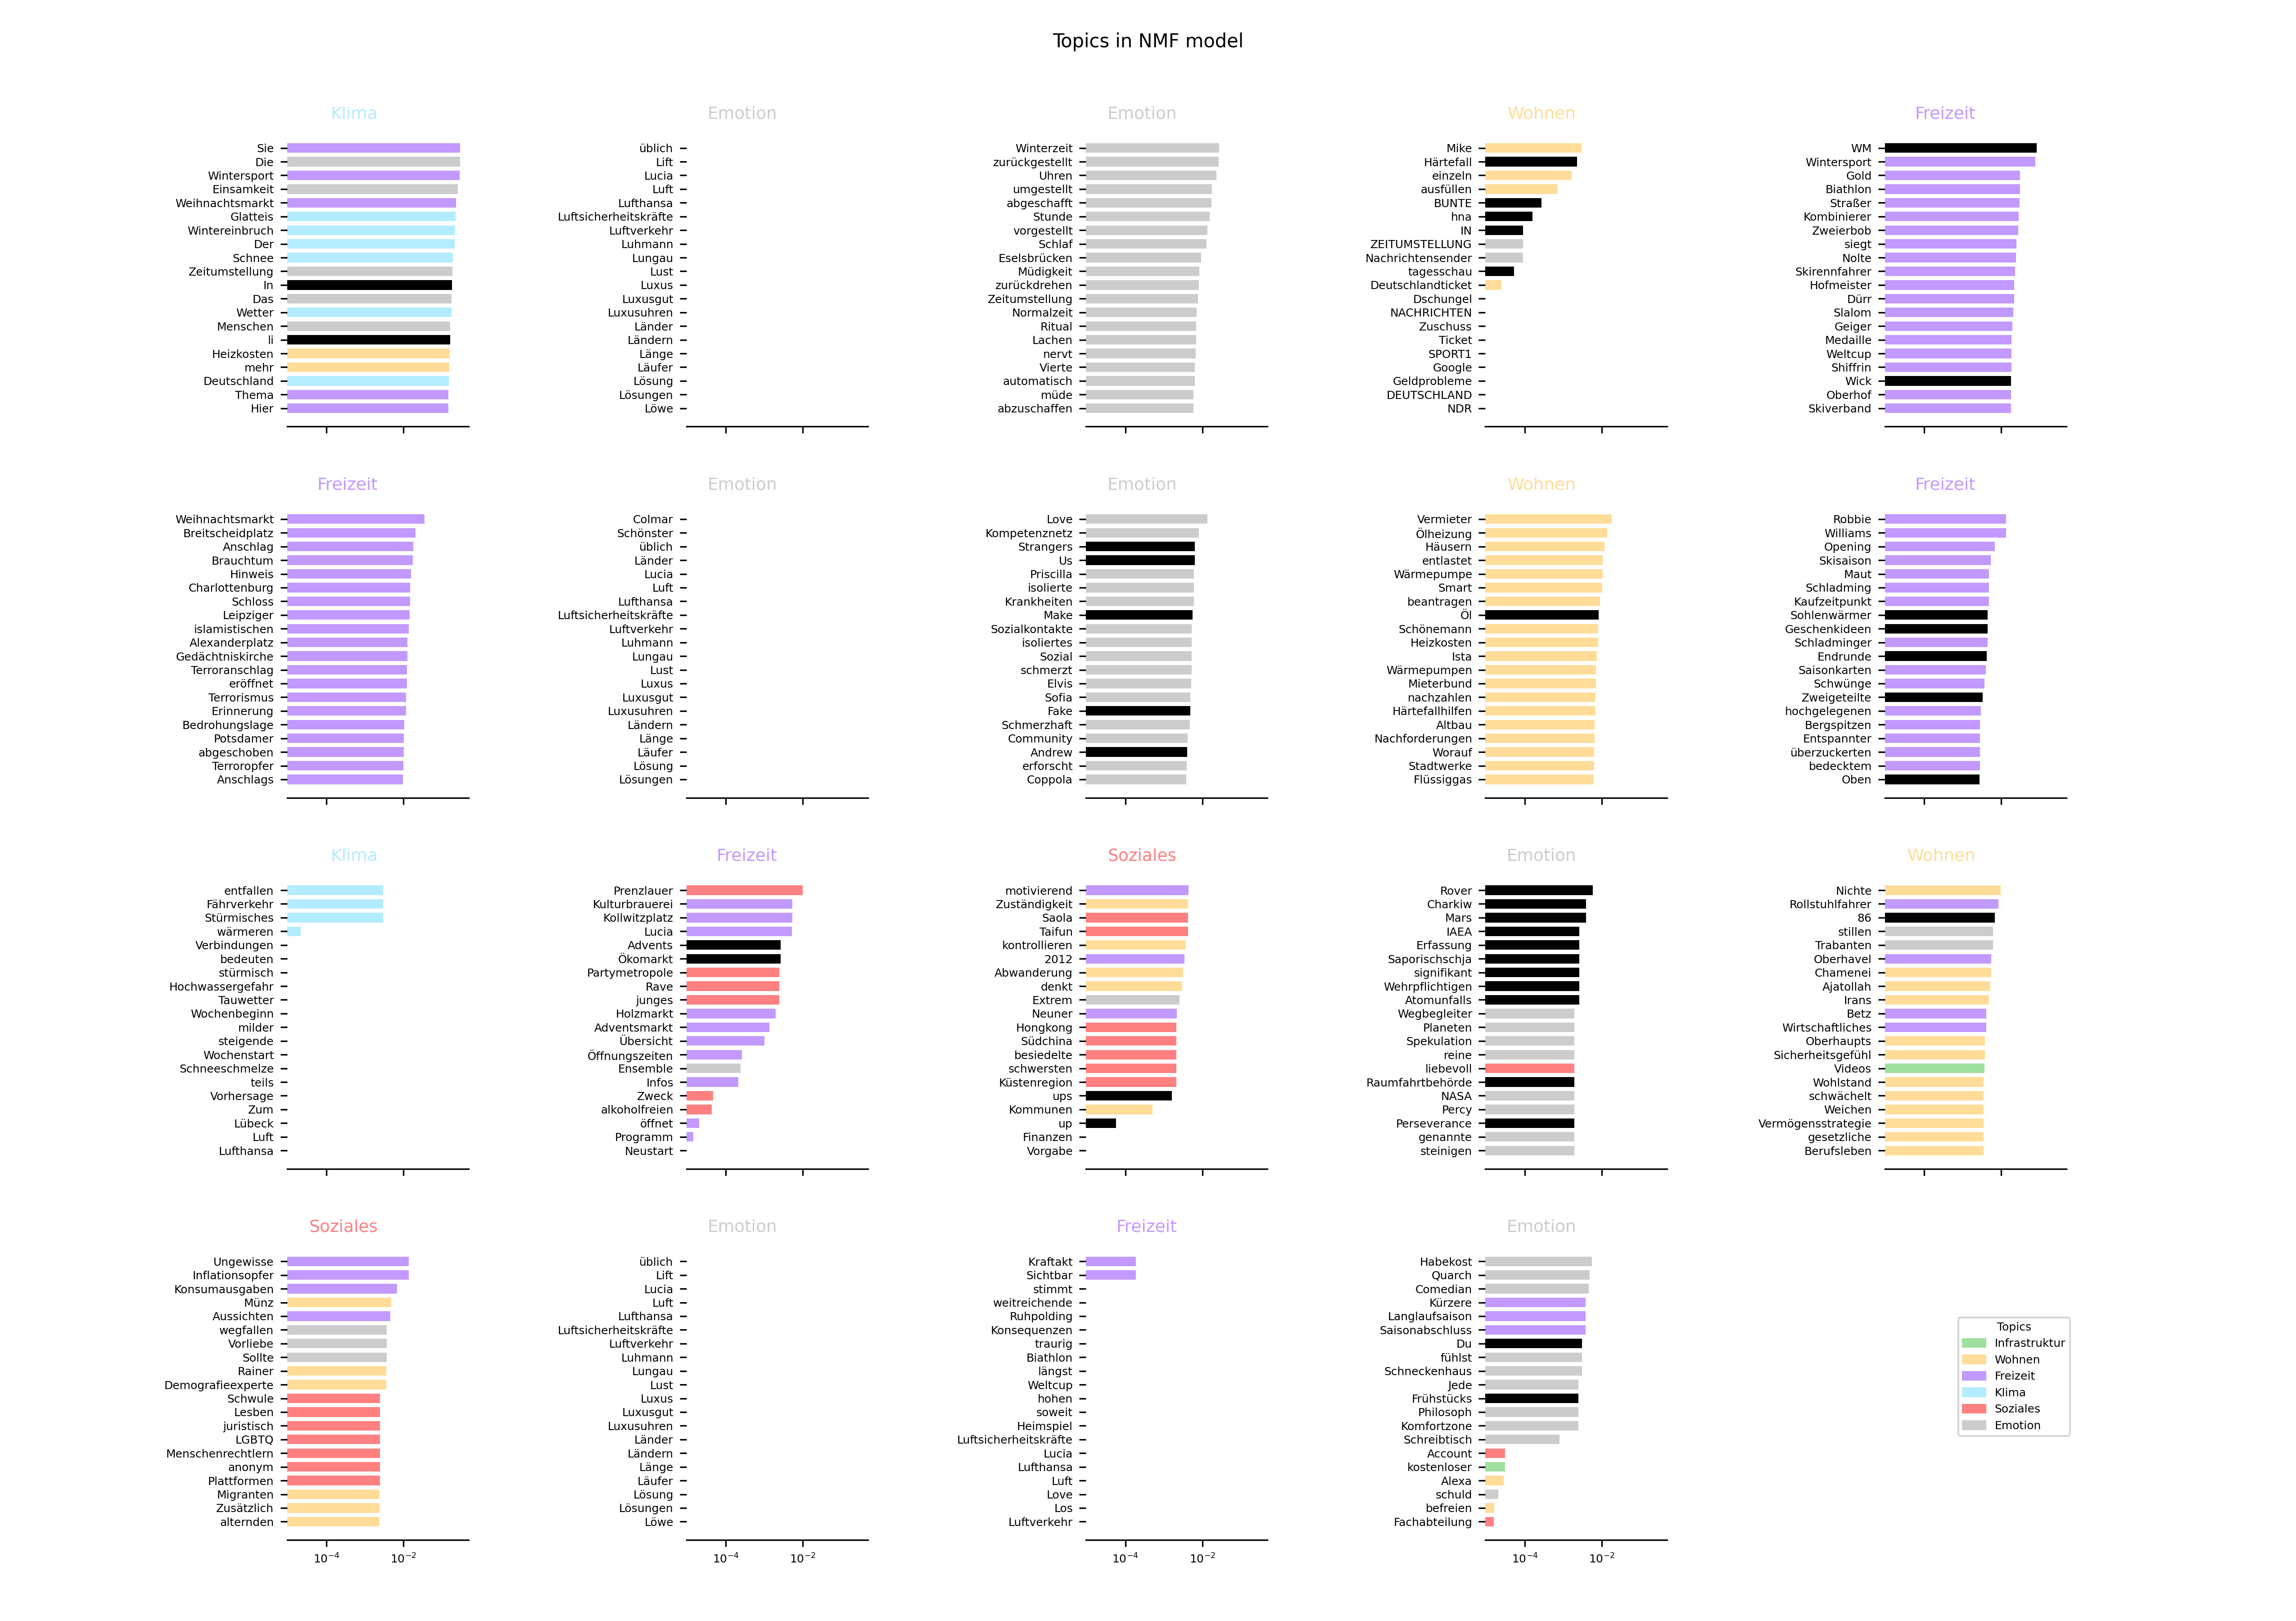 Topics in NMF model
Klima
Sie
Die
Wintersport
Einsamkeit
Weihnachtsmarkt
Glatteis
Wintereinbruch
Der
Schnee
Zeitumstellung
In
Das
Wetter
Menschen
li
Heizkosten
mehr
Deutschland
Thema
Hier
Emotion
üblich
Lift
Lucia
Luft
Lufthansa
Luftsicherheitskräfte
Luftverkehr
Luhmann
Lungau
Lust
Luxus
Luxusgut
Luxusuhren
Länder
Ländern
Länge
Läufer
Lösung
Lösungen
Löwe
Emotion
Winterzeit
zurückgestellt
Uhren
umgestellt
abgeschafft
Stunde
vorgestellt
Schlaf
Eselsbrücken
Müdigkeit
zurückdrehen
Zeitumstellung
Normalzeit
Ritual
Lachen
nervt
Vierte
automatisch
müde
abzuschaffen
Wohnen
Mike
Härtefall
einzeln
ausfüllen
BUNTE
hna
IN
ZEITUMSTELLUNG
Nachrichtensender
tagesschau
Deutschlandticket
Dschungel
NACHRICHTEN
Zuschuss
Ticket
SPORT1
Google
Geldprobleme
DEUTSCHLAND
NDR
Freizeit
WM
Wintersport
Gold
Biathlon
Straßer
Kombinierer
Zweierbob
siegt
Nolte
Skirennfahrer
Hofmeister
Dürr
Slalom
Geiger
Medaille
Weltcup
Shiffrin
Wick
Oberhof
Skiverband
Freizeit
Weihnachtsmarkt
Breitscheidplatz
Anschlag
Brauchtum
Hinweis
Charlottenburg
Schloss
Leipziger
islamistischen
Alexanderplatz
Gedächtniskirche
Terroranschlag
eröffnet
Terrorismus
Erinnerung
Bedrohungslage
Potsdamer
abgeschoben
Terroropfer
Anschlags
Emotion
Colmar
Schönster
üblich
Länder
Lucia
Luft
Lufthansa
Luftsicherheitskräfte
Luftverkehr
Luhmann
Lungau
Lust
Luxus
Luxusgut
Luxusuhren
Ländern
Länge
Läufer
Lösung
Lösungen
Emotion
Love
Kompetenznetz
Strangers
Us
Priscilla
isolierte
Krankheiten
Make
Sozialkontakte
isoliertes
Sozial
schmerzt
Elvis
Sofia
Fake
Schmerzhaft
Community
Andrew
erforscht
Coppola
Wohnen
Vermieter
Ölheizung
Häusern
entlastet
Wärmepumpe
Smart
beantragen
Öl
Schönemann
Heizkosten
Ista
Wärmepumpen
Mieterbund
nachzahlen
Härtefallhilfen
Altbau
Nachforderungen
Worauf
Stadtwerke
Flüssiggas
Freizeit
Robbie
Williams
Opening
Skisaison
Maut
Schladming
Kaufzeitpunkt
Sohlenwärmer
Geschenkideen
Schladminger
Endrunde
Saisonkarten
Schwünge
Zweigeteilte
hochgelegenen
Bergspitzen
Entspannter
überzuckerten
bedecktem
Oben
Klima
entfallen
Fährverkehr
Stürmisches
wärmeren
Verbindungen
bedeuten
stürmisch
Hochwassergefahr
Tauwetter
Wochenbeginn
milder
steigende
Wochenstart
Schneeschmelze
teils
Vorhersage
Zum
Lübeck
Luft
Lufthansa
Freizeit
Prenzlauer
Kulturbrauerei
Kollwitzplatz
Lucia
Advents
Ökomarkt
Partymetropole
Rave
junges
Holzmarkt
Adventsmarkt
Übersicht
Öffnungszeiten
Ensemble
Infos
Zweck
alkoholfreien
öffnet
Programm
Neustart
Soziales
motivierend
Zuständigkeit
Saola
Taifun
kontrollieren
2012
Abwanderung
denkt
Extrem
Neuner
Hongkong
Südchina
besiedelte
schwersten
Küstenregion
ups
Kommunen
up
Finanzen
Vorgabe
Emotion
Rover
Charkiw
Mars
IAEA
Erfassung
Saporischschja
signifikant
Wehrpflichtigen
Atomunfalls
Wegbegleiter
Planeten
Spekulation
reine
liebevoll
Raumfahrtbehörde
NASA
Percy
Perseverance
genannte
steinigen
Wohnen
Nichte
Rollstuhlfahrer
86
stillen
Trabanten
Oberhavel
Chamenei
Ajatollah
Irans
Betz
Wirtschaftliches
Oberhaupts
Sicherheitsgefühl
Videos
Wohlstand
schwächelt
Weichen
Vermögensstrategie
gesetzliche
Berufsleben
Soziales
Ungewisse
Inflationsopfer
Konsumausgaben
Münz
Aussichten
wegfallen
Vorliebe
Sollte
Rainer
Demografieexperte
Schwule
Lesben
juristisch
LGBTQ
Menschenrechtlern
anonym
Plattformen
Migranten
Zusätzlich
alternden
10⁻⁴ 10⁻²
Emotion
üblich
Lift
Lucia
Luft
Lufthansa
Luftsicherheitskräfte
Luftverkehr
Luhmann
Lungau
Lust
Luxus
Luxusgut
Luxusuhren
Länder
Ländern
Länge
Läufer
Lösung
Lösungen
Löwe
10⁻⁴ 10⁻²
Freizeit
Kraftakt
Sichtbar
stimmt
weitreichende
Ruhpolding
Konsequenzen
traurig
Biathlon
längst
Weltcup
hohen
soweit
Heimspiel
Luftsicherheitskräfte
Lucia
Lufthansa
Luft
Love
Los
Luftverkehr
10⁻⁴ 10⁻²
Emotion
Habekost
Quarch
Comedian
Kürzere
Langlaufsaison
Saisonabschluss
Du
fühlst
Schneckenhaus
Jede
Frühstücks
Philosoph
Komfortzone
Schreibtisch
Account
kostenloser
Alexa
schuld
befreien
Fachabteilung
10⁻⁴ 10⁻²
Topics
Infrastruktur
Wohnen
Freizeit
Klima
Soziales
Emotion